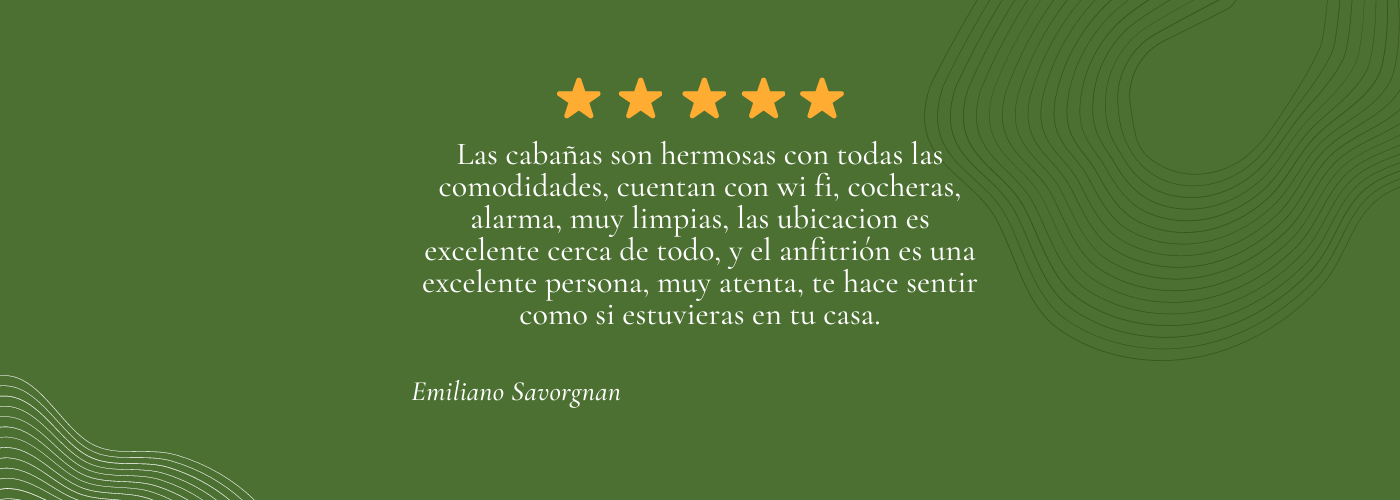 Las cabañas son hermosas con todas las
comodidades, cuentan con wi fi, cocheras,
alarma, muy limpias, las ubicacion es
excelente cerca de todo, y el anfitrión es una
excelente persona, muy atenta, te hace sentir
como si estuvieras en tu casa.
Emiliano Savorgnan